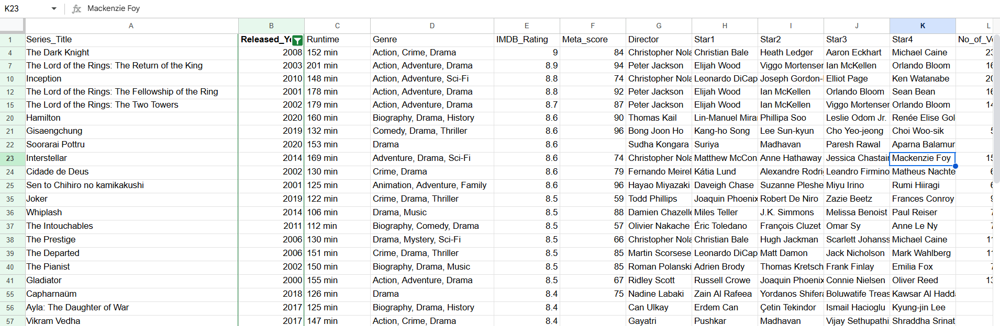 K23 fx Mackenzie Foy
A B C D E F G H I J K L
1 Series_Title Released_Ye Runtime Genre IMDB_Rating Meta_score Director Star1 Star2 Star3 Star4 No_of_Vo
4 The Dark Knight 2008 152 min Action, Crime, Drama 9 84 Christopher Nola Christian Bale Heath Ledger Aaron Eckhart Michael Caine 23
7 The Lord of the Rings: The Return of the King 2003 201 min Action, Adventure, Drama 8.9 94 Peter Jackson Elijah Wood Viggo Mortensen Ian McKellen Orlando Bloom 16
10 Inception 2010 148 min Action, Adventure, Sci-Fi 8.8 74 Christopher Nola Leonardo DiCap Joseph Gordon- Elliot Page Ken Watanabe 20
12 The Lord of the Rings: The Fellowship of the Ring 2001 178 min Action, Adventure, Drama 8.8 92 Peter Jackson Elijah Wood Ian McKellen Orlando Bloom Sean Bean 16
15 The Lord of the Rings: The Two Towers 2002 179 min Action, Adventure, Drama 8.7 87 Peter Jackson Elijah Wood Ian McKellen Viggo Mortensen Orlando Bloom 14
20 Hamilton 2020 160 min Biography, Drama, History 8.6 90 Thomas Kail Lin-Manuel Mira Phillipa Soo Leslie Odom Jr. Renée Elise Gol
21 Gisaengchung 2019 132 min Comedy, Drama, Thriller 8.6 96 Bong Joon Ho Kang-ho Song Lee Sun-kyun Cho Yeo-jeong Choi Woo-sik 5
22 Soorarai Pottru 2020 153 min Drama 8.6 Sudha Kongara Suriya Madhavan Paresh Rawal Aparna Balamur
23 Interstellar 2014 169 min Adventure, Drama, Sci-Fi 8.6 74 Christopher Nola Matthew McCon Anne Hathaway Jessica Chastain Mackenzie Foy 15
24 Cidade de Deus 2002 130 min Crime, Drama 8.6 79 Fernando Meirel Kátia Lund Alexandre Rodri Leandro Firmino Matheus Nachte 6
25 Sen to Chihiro no kamikakushi 2001 125 min Animation, Adventure, Family 8.6 96 Hayao Miyazaki Daveigh Chase Suzanne Pleshe Miyu Irino Rumi Hiiragi 6
35 Joker 2019 122 min Crime, Drama, Thriller 8.5 59 Todd Phillips Joaquin Phoenix Robert De Niro Zazie Beetz Frances Conroy 9
36 Whiplash 2014 106 min Drama, Music 8.5 88 Damien Chazelle Miles Teller J.K. Simmons Melissa Benoist Paul Reiser 7
37 The Intouchables 2011 112 min Biography, Comedy, Drama 8.5 57 Olivier Nakache Éric Toledano François Cluzet Omar Sy Anne Le Ny 7
38 The Prestige 2006 130 min Drama, Mystery, Sci-Fi 8.5 66 Christopher Nola Christian Bale Hugh Jackman Scarlett Johanss Michael Caine 11
39 The Departed 2006 151 min Crime, Drama, Thriller 8.5 85 Martin Scorsese Leonardo DiCap Matt Damon Jack Nicholson Mark Wahlberg 11
40 The Pianist 2002 150 min Biography, Drama, Music 8.5 85 Roman Polanski Adrien Brody Thomas Kretsch Frank Finlay Emilia Fox 7
41 Gladiator 2000 155 min Action, Adventure, Drama 8.5 67 Ridley Scott Russell Crowe Joaquin Phoenix Connie Nielsen Oliver Reed 13
55 Capharnaüm 2018 126 min Drama 8.4 75 Nadine Labaki Zain Al Rafeea Yordanos Shifera Boluwatife Treas Kawsar Al Hadda
56 Ayla: The Daughter of War 2017 125 min Biography, Drama, History 8.4 Can Ulkay Erdem Can Çetin Tekindor Ismail Hacioglu Kyung-jin Lee
57 Vikram Vedha 2017 147 min Action, Crime, Drama 8.4 Gayatri Pushkar Madhavan Vijay Sethupathi Shraddha Srinat